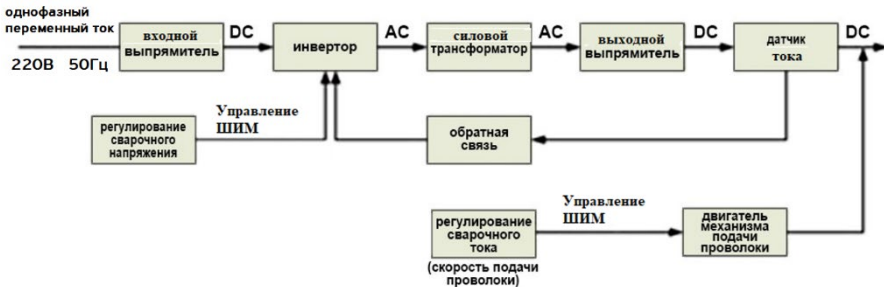 однофазный
переменный ток
220В 50Гц
входной
выпрямитель
DC
инвертор
AC
силовой
трансформатор
AC
выходной
выпрямитель
DC
датчик
тока
DC
регулирование
сварочного
напряжения
Управление
ШИМ
обратная
связь
регулирование
сварочного
тока
(скорость подачи
проволоки)
Управление
ШИМ
двигатель
механизма
подачи
проволоки